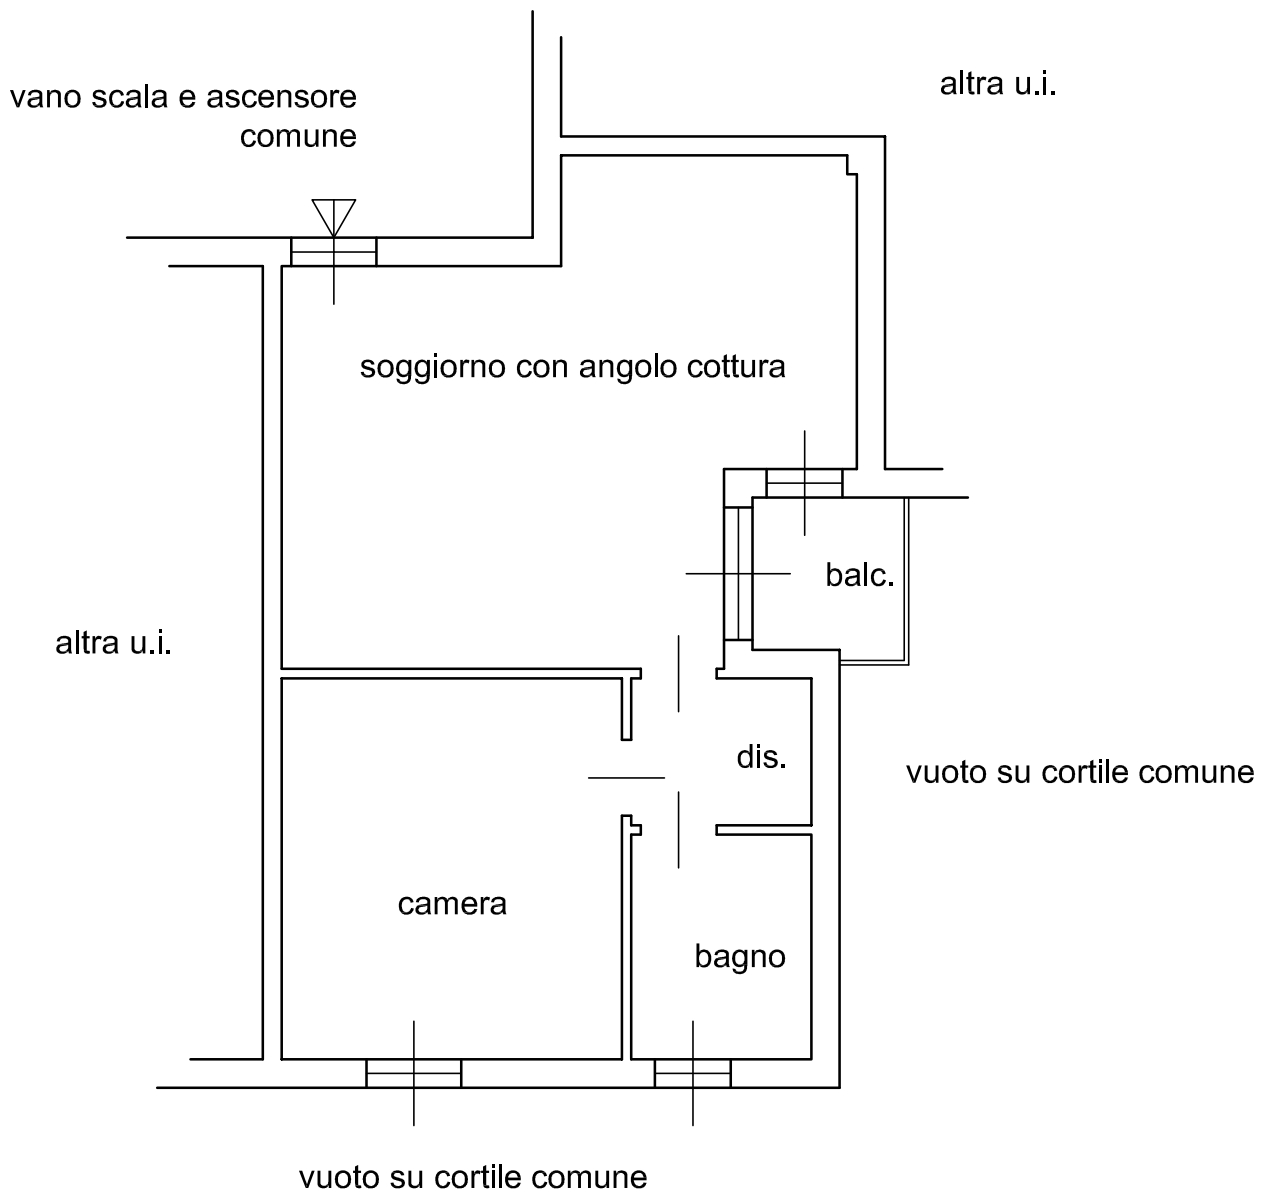 altra u.i.
vano scala e ascensore
comune
soggiorno con angolo cottura
balc.
altra u.i.
dis.
vuoto su cortile comune
camera
bagno
vuoto su cortile comune